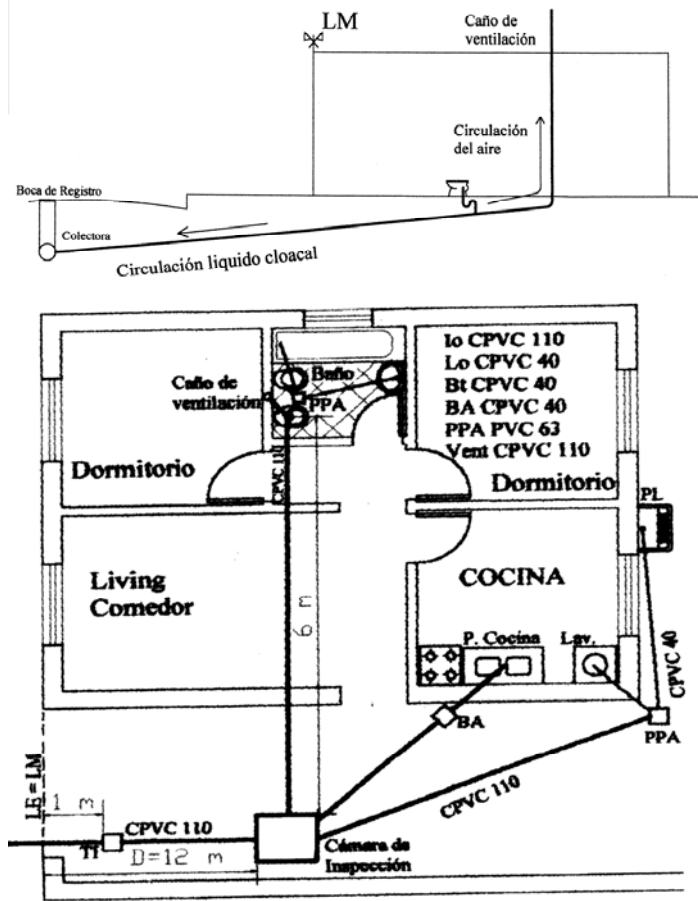 LM
Caño de
ventilación
Circulación
del aire
Boca de Registro
Colectora
Circulación liquido cloacal
Caño de
ventilación
Baño
PPA
Io CPVC 110
Lo CPVC 40
Bt CPVC 40
BA CPVC 40
PPA PVC 63
Vent CPVC 110
Dormitorio
CPVC 110
Dormitorio
PL
Living
Comedor
6 m
COCINA
P. Cocina
Lav.
CPVC 40
BA
PPA
LE = LM
1 m
CPVC 110
TI
D=12 m
Cámara de
Inspección
CPVC 110